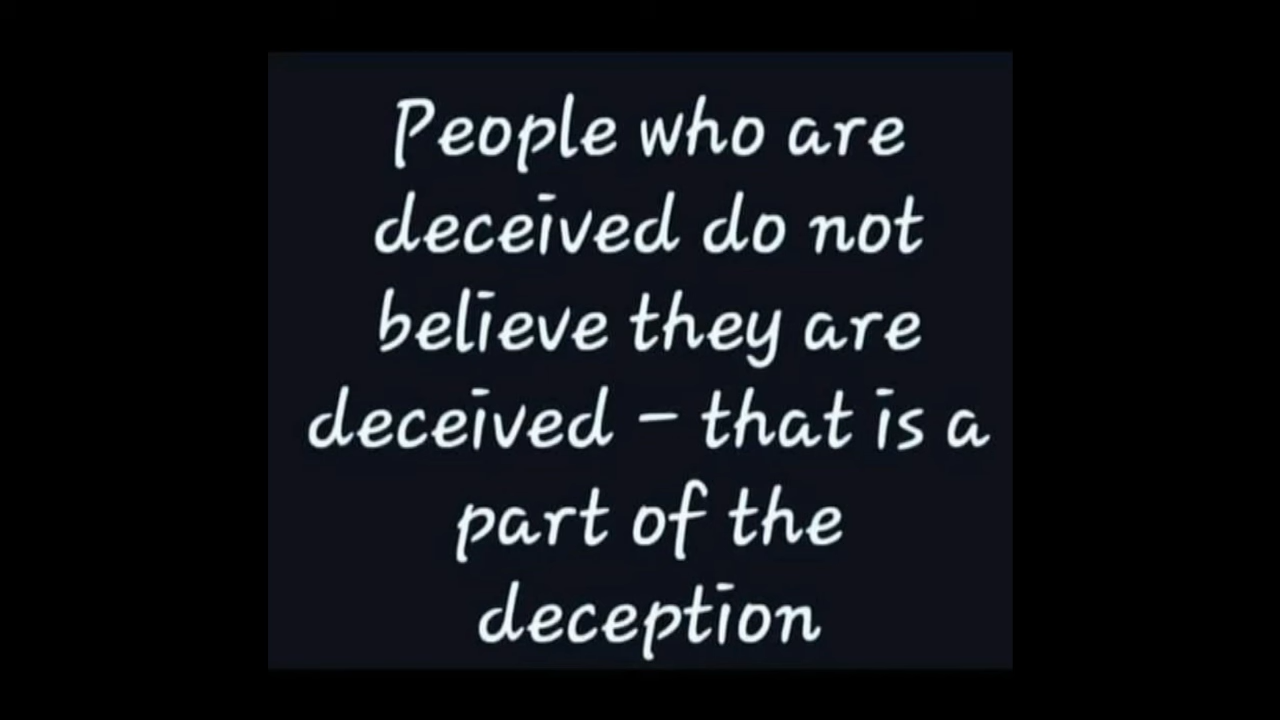 People who are
deceived do not
believe they are
deceived – that is a
part of the
deception